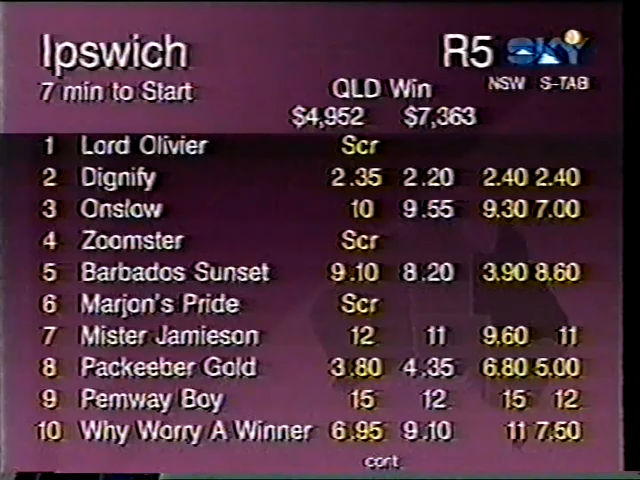 Ipswich R5 SKY
7 min to Start QLD Win NSW S-TAB
$4,952 $7,363
1 Lord Olivier Scr
2 Dignify 2.35 2.20 2.40 2.40
3 Onslow 10 9.55 9.30 7.00
4 Zoomster Scr
5 Barbados Sunset 9.10 8.20 3.90 8.60
6 Marjon's Pride Scr
7 Mister Jamieson 12 11 9.60 11
8 Packeeber Gold 3.80 4.35 6.80 5.00
9 Pemway Boy 15 12 15 12
10 Why Worry A Winner 6.95 9.10 11 7.50
cont